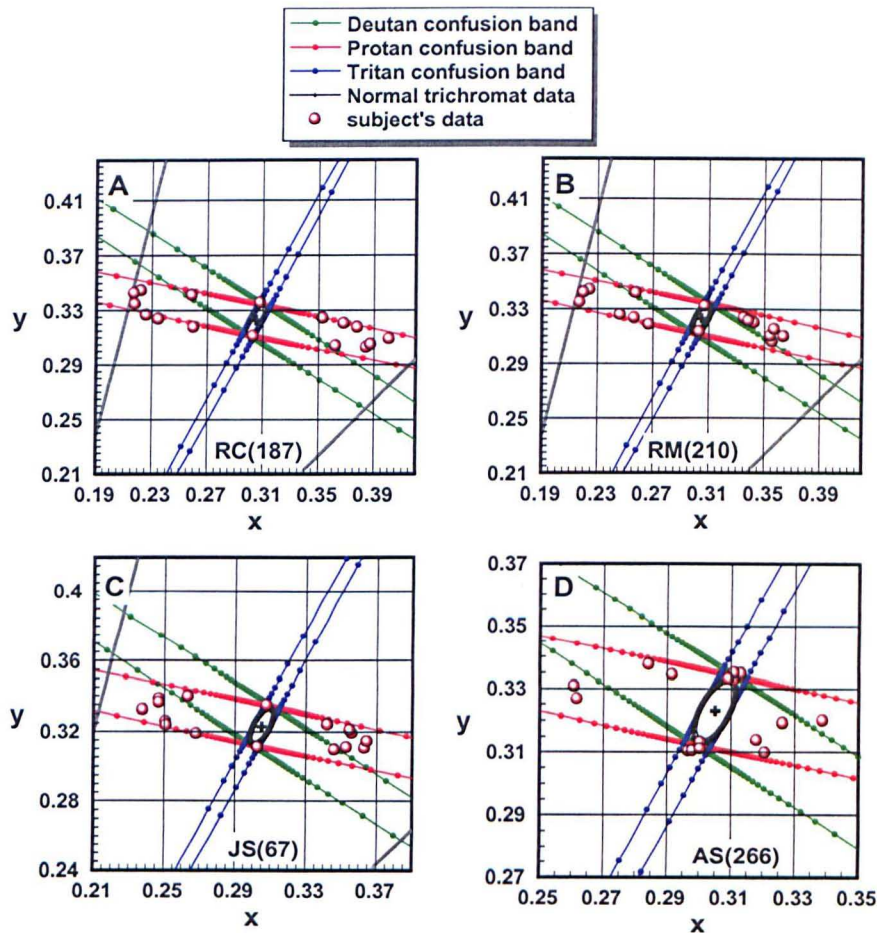 Deutan confusion band
Protan confusion band
Tritan confusion band
Normal trichromat data
subject's data
A
0.41
0.37
y
0.33
0.29
0.25
0.21
RC(187)
0.19 0.23 0.27 0.31 0.35 0.39
x
B
0.41
0.37
y
0.33
0.29
0.25
0.21
RM(210)
0.19 0.23 0.27 0.31 0.35 0.39
x
C
0.4
0.36
y
0.32
0.28
0.24
JS(67)
0.21 0.25 0.29 0.33 0.37
x
D
0.37
0.35
y
0.33
0.31
0.29
0.27
AS(266)
0.25 0.27 0.29 0.31 0.33 0.35
x